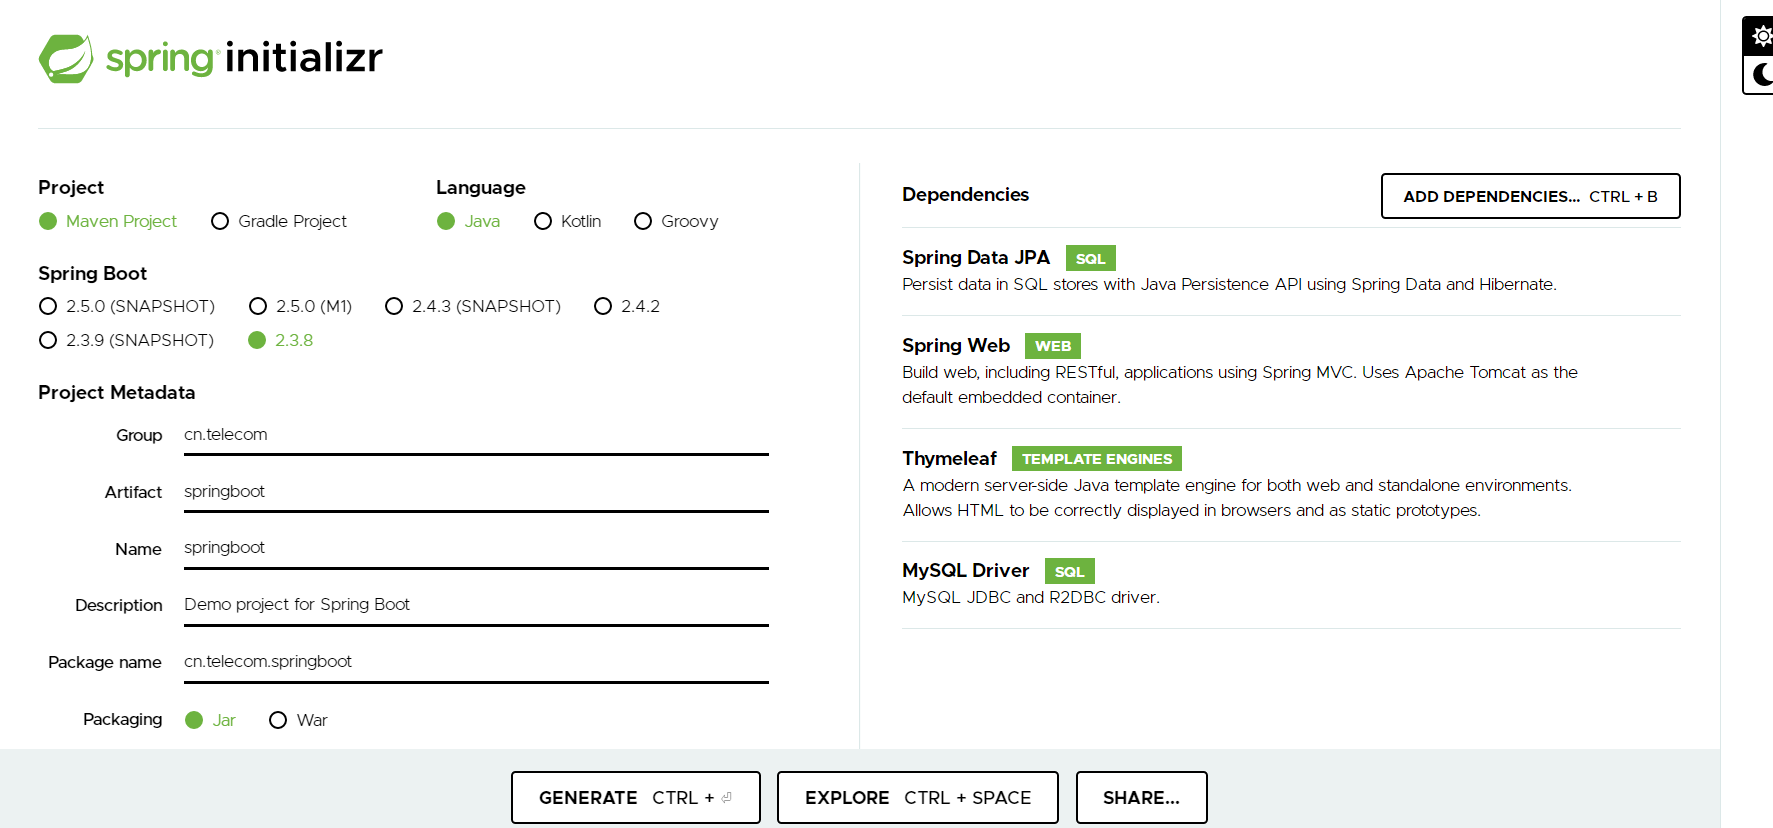 spring initializr
Project
Maven Project Gradle Project
Language
Java Kotlin Groovy
Spring Boot
2.5.0 (SNAPSHOT) 2.5.0 (M1) 2.4.3 (SNAPSHOT) 2.4.2
2.3.9 (SNAPSHOT) 2.3.8
Project Metadata
Group cn.telecom
Artifact springboot
Name springboot
Description Demo project for Spring Boot
Package name cn.telecom.springboot
Packaging Jar War
Dependencies
ADD DEPENDENCIES... CTRL + B
Spring Data JPA SQL
Persist data in SQL stores with Java Persistence API using Spring Data and Hibernate.
Spring Web WEB
Build web, including RESTful, applications using Spring MVC. Uses Apache Tomcat as the
default embedded container.
Thymeleaf TEMPLATE ENGINES
A modern server-side Java template engine for both web and standalone environments.
Allows HTML to be correctly displayed in browsers and as static prototypes.
MySQL Driver SQL
MySQL JDBC and R2DBC driver.
GENERATE CTRL + ⏎
EXPLORE CTRL + SPACE
SHARE...